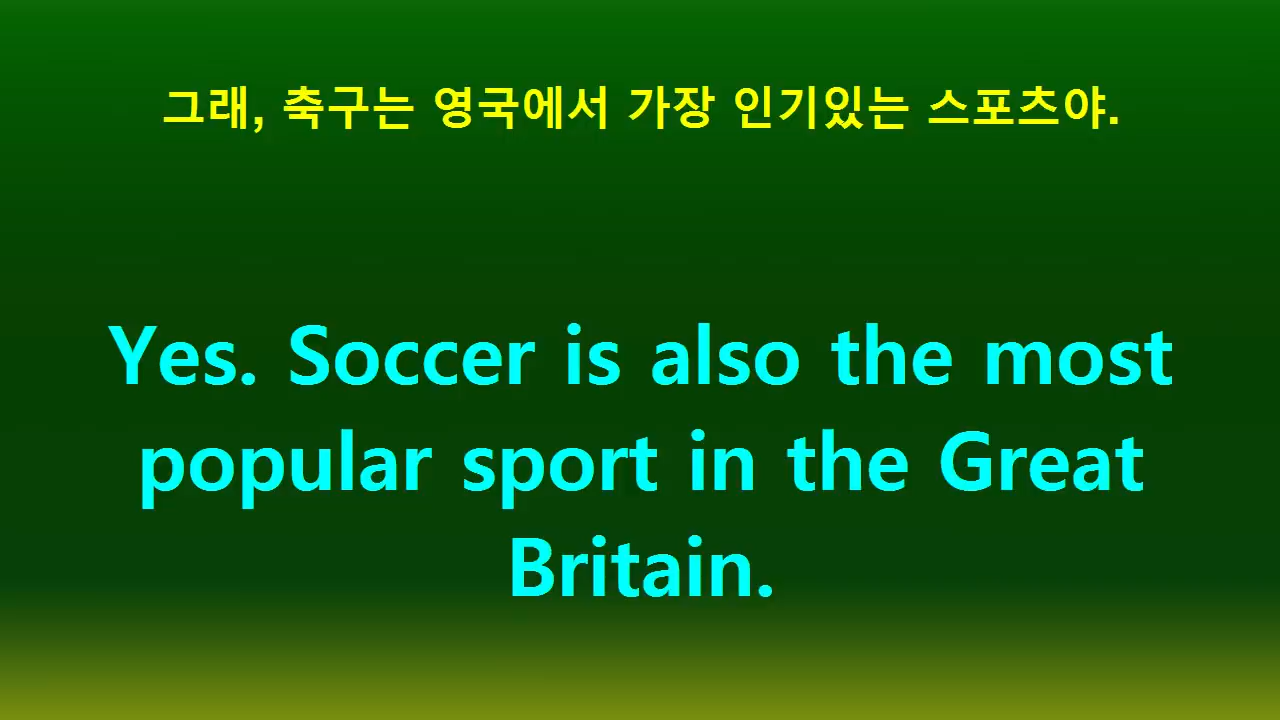 그래, 축구는 영국에서 가장 인기있는 스포츠야.
Yes. Soccer is also the most
popular sport in the Great
Britain.